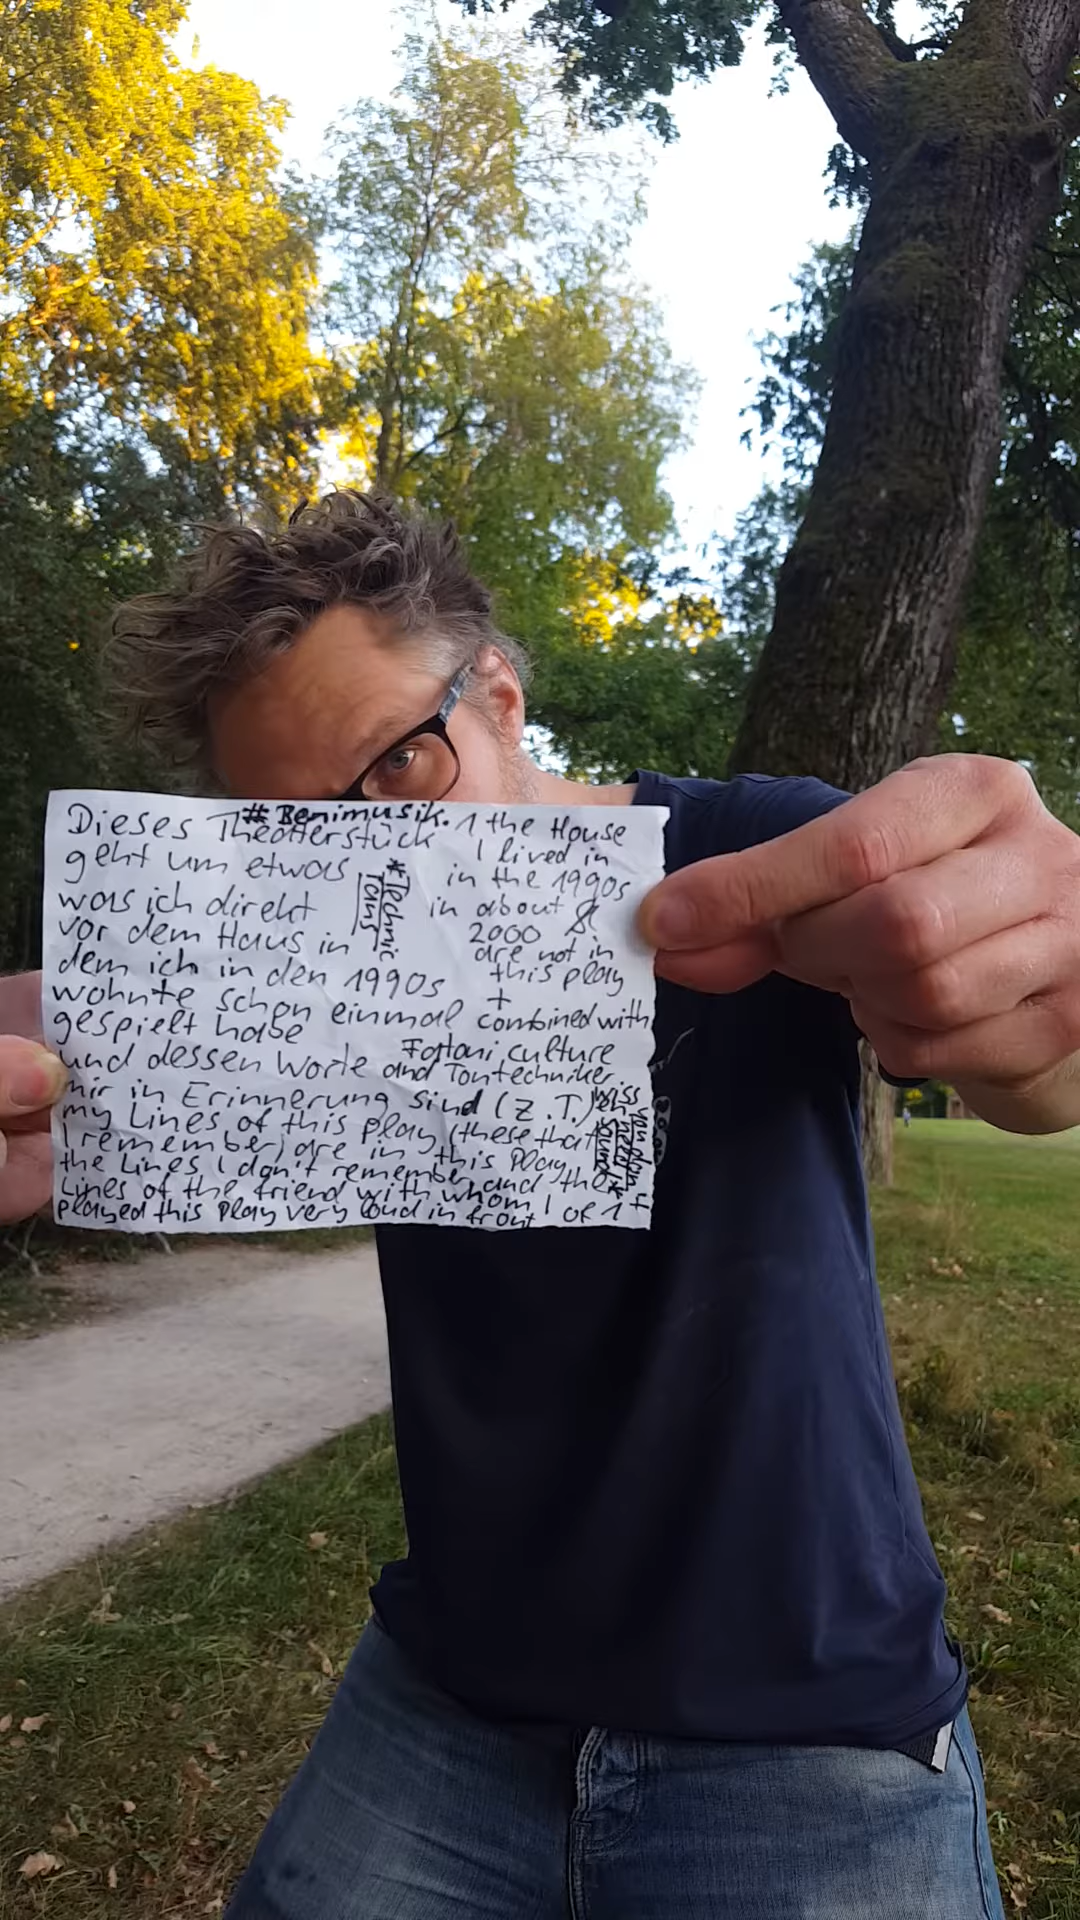 #Benimusik.
Dieses Theaterstück
geht um etwas
was ich direkt
vor dem Haus in
dem ich in den 1990s
wohnte schon einmal
gespielt habe
und dessen Worte
mir in Erinnerung sind (z.T.)
my Lines of this play (these that
I remember) are in this Play
the Lines I don't remember and the
Lines of the friend with whom I
played this play very loud in front of 1
*Technic
1 the House
I lived in
in the 1990s
in about
2000 &
are not in
this play
+
combined with
culture
and Tontechniker